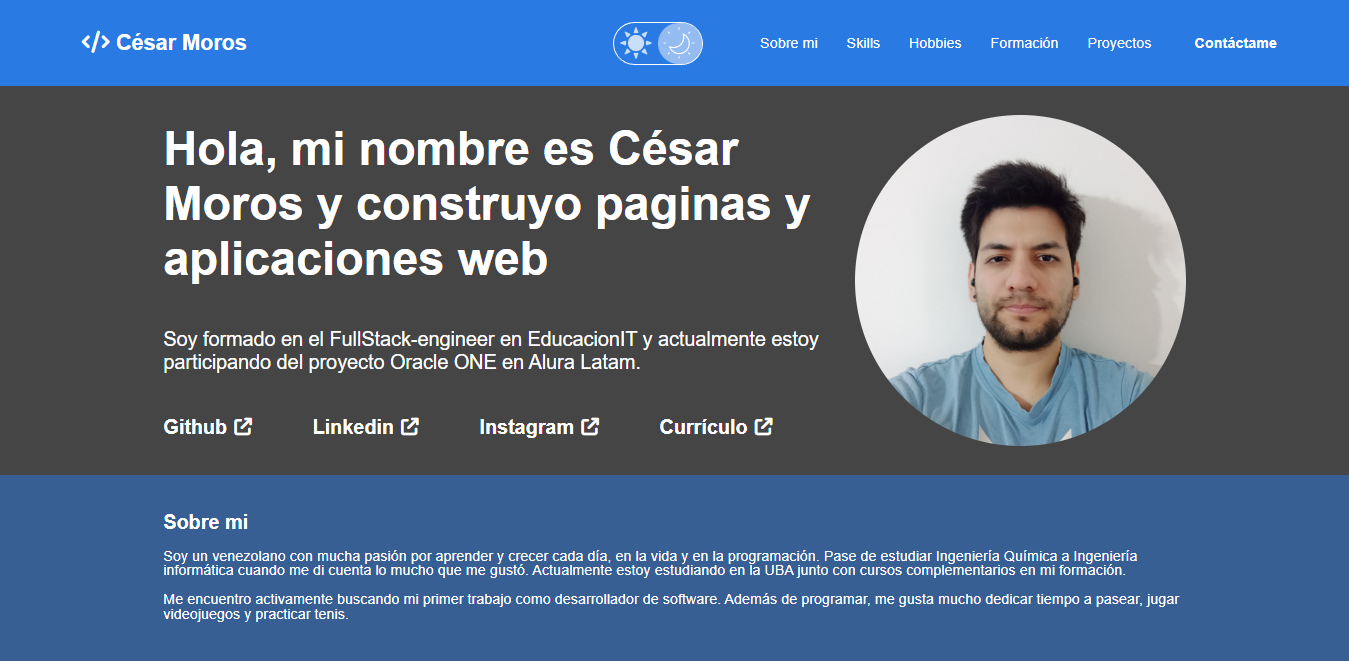 </> César Moros
Sobre mi
Skills
Hobbies
Formación
Proyectos
Contáctame
Hola, mi nombre es César
Moros y construyo paginas y
aplicaciones web
Soy formado en el FullStack-engineer en EducacionIT y actualmente estoy
participando del proyecto Oracle ONE en Alura Latam.
Github
Linkedin
Instagram
Currículo
Sobre mi
Soy un venezolano con mucha pasión por aprender y crecer cada día, en la vida y en la programación. Pase de estudiar Ingeniería Química a Ingeniería
informática cuando me di cuenta lo mucho que me gustó. Actualmente estoy estudiando en la UBA junto con cursos complementarios en mi formación.
Me encuentro activamente buscando mi primer trabajo como desarrollador de software. Además de programar, me gusta mucho dedicar tiempo a pasear, jugar
videojuegos y practicar tenis.